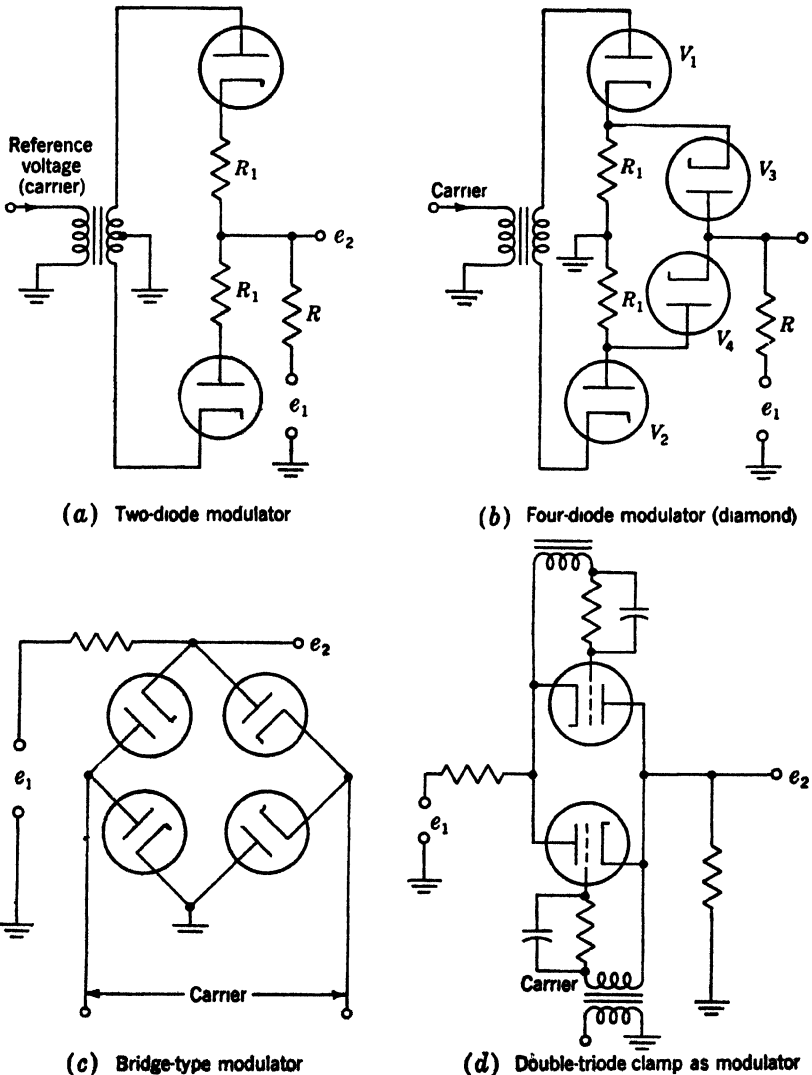 Reference
voltage
(carrier)
R₁
e₂
R₁
R
e₁
(a) Two-diode modulator
V₁
Carrier
R₁
V₃
R₁
V₄
R
e₁
V₂
(b) Four-diode modulator (diamond)
e₂
e₁
Carrier
(c) Bridge-type modulator
e₂
e₁
Carrier
(d) Double-triode clamp as modulator